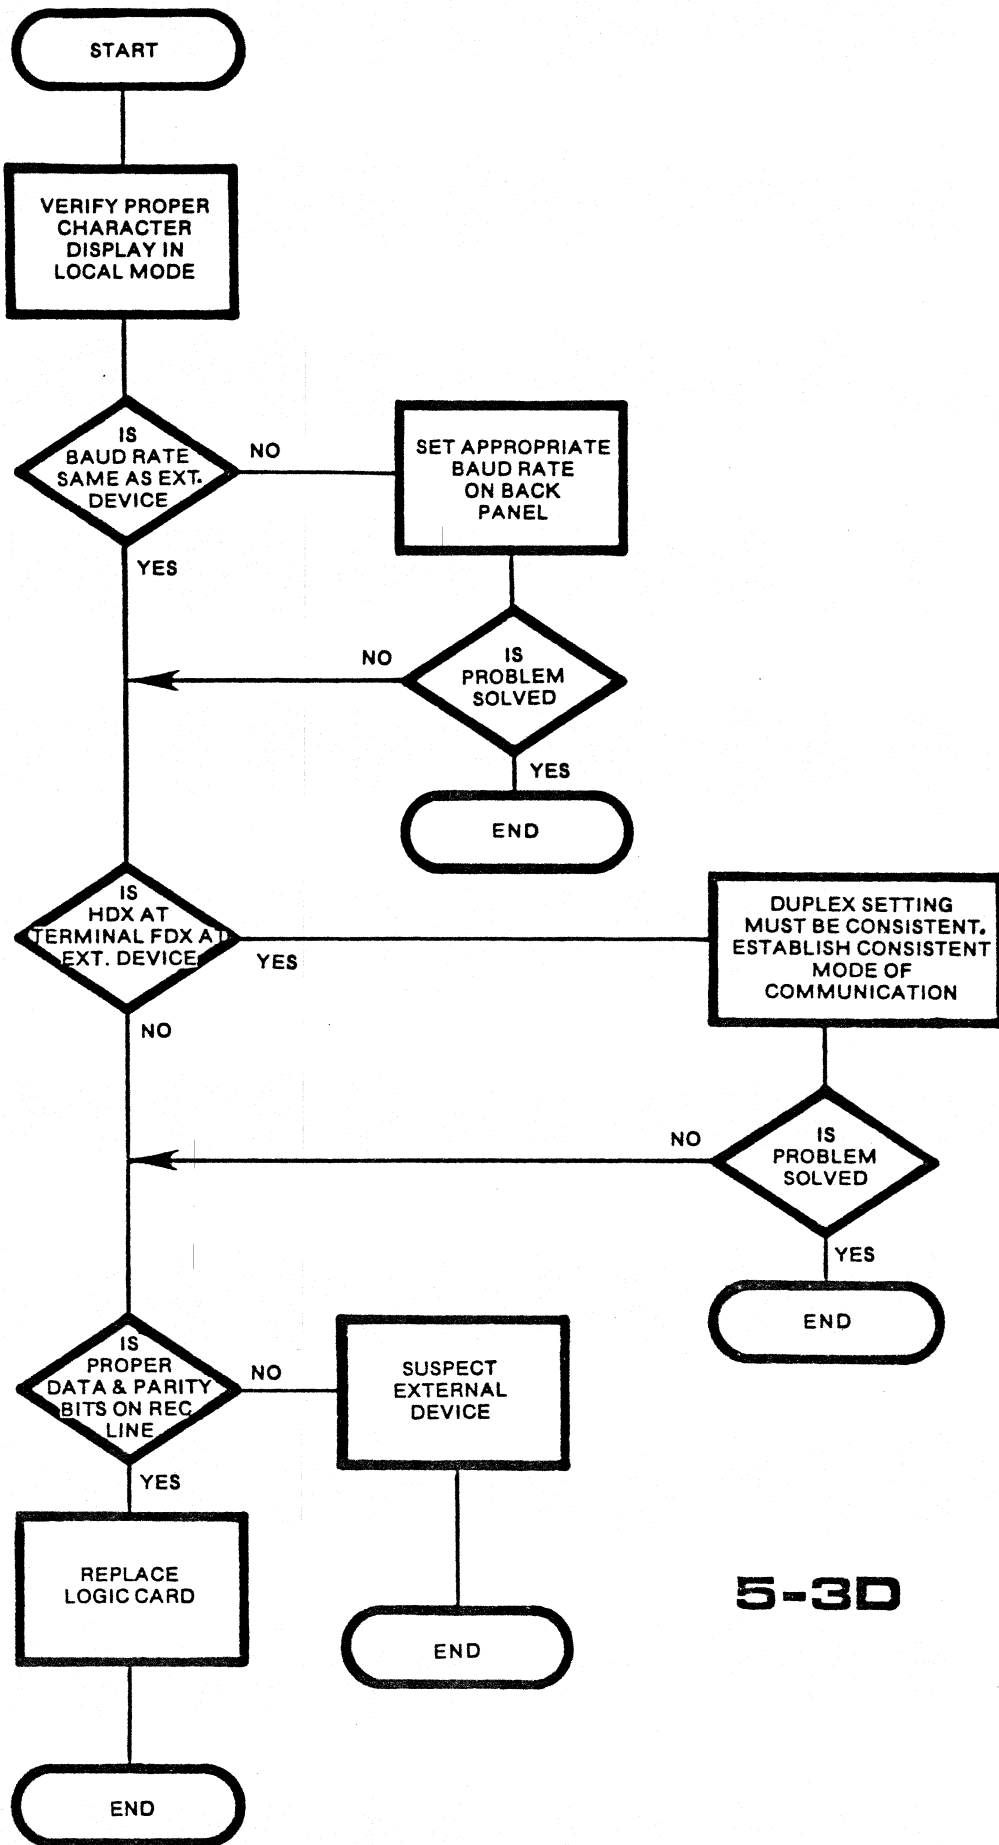 START
VERIFY PROPER
CHARACTER
DISPLAY IN
LOCAL MODE
IS
BAUD RATE
SAME AS EXT.
DEVICE
NO
SET APPROPRIATE
BAUD RATE
ON BACK
PANEL
YES
IS
PROBLEM
SOLVED
NO
YES
END
IS
HDX AT
TERMINAL FDX AT
EXT. DEVICE
YES
DUPLEX SETTING
MUST BE CONSISTENT.
ESTABLISH CONSISTENT
MODE OF
COMMUNICATION
NO
IS
PROBLEM
SOLVED
NO
YES
END
IS
PROPER
DATA & PARITY
BITS ON REC
LINE
NO
SUSPECT
EXTERNAL
DEVICE
YES
REPLACE
LOGIC CARD
END
END
5-3D